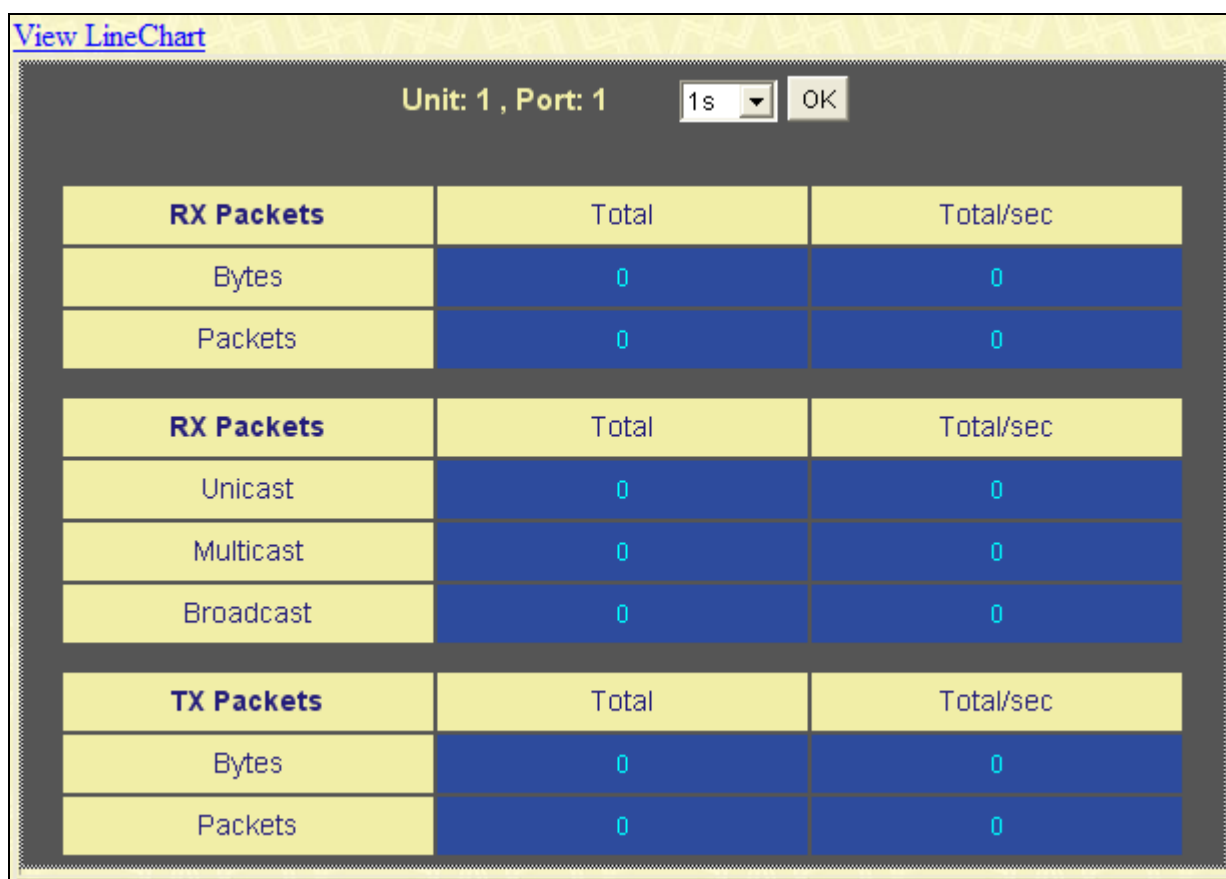 View LineChart
Unit: 1 , Port: 1 1s OK
RX Packets Total Total/sec
Bytes 0 0
Packets 0 0
RX Packets Total Total/sec
Unicast 0 0
Multicast 0 0
Broadcast 0 0
TX Packets Total Total/sec
Bytes 0 0
Packets 0 0